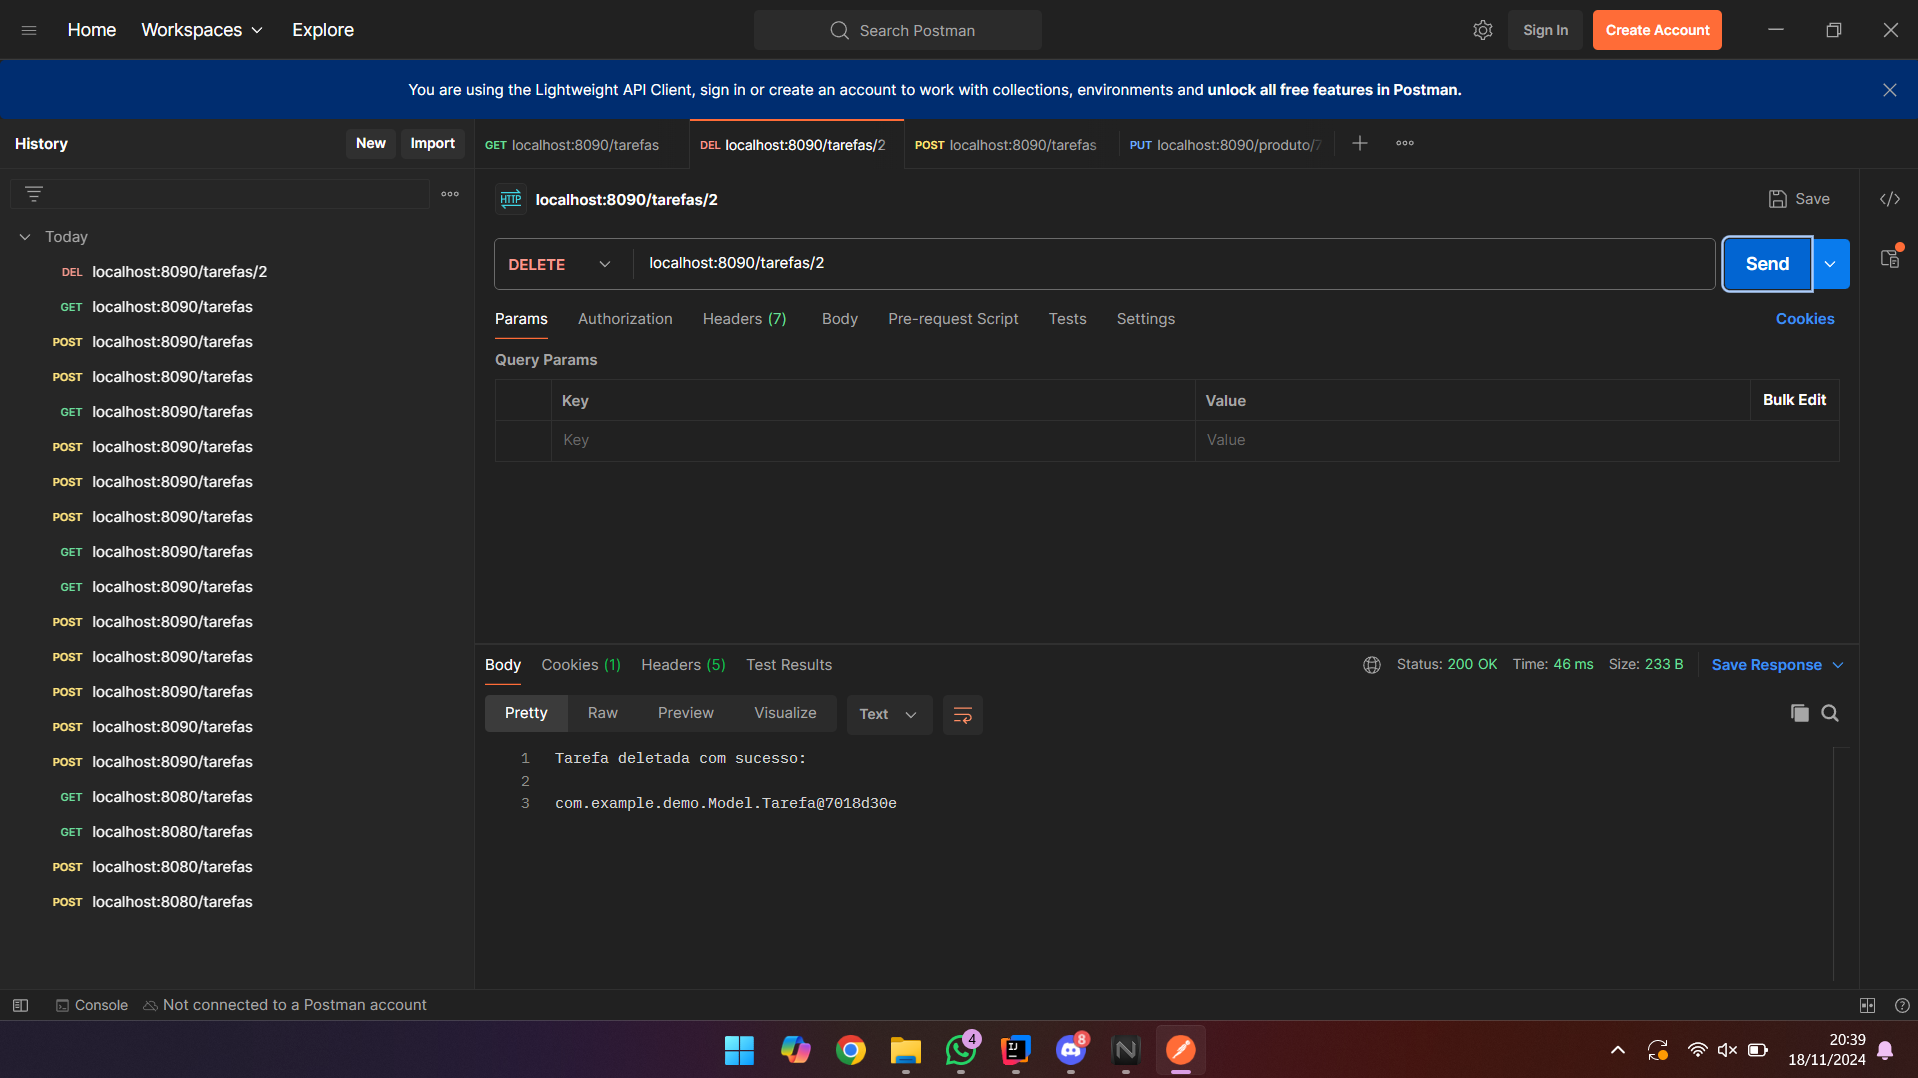 Home
Workspaces
Explore
Search Postman
Sign In
Create Account
You are using the Lightweight API Client, sign in or create an account to work with collections, environments and unlock all free features in Postman.
History
New
Import
GET localhost:8090/tarefas
DEL localhost:8090/tarefas/2
POST localhost:8090/tarefas
PUT localhost:8090/produto/7
HTTP localhost:8090/tarefas/2
Save
Today
DELETE
localhost:8090/tarefas/2
Send
DEL localhost:8090/tarefas/2
GET localhost:8090/tarefas
POST localhost:8090/tarefas
POST localhost:8090/tarefas
GET localhost:8090/tarefas
POST localhost:8090/tarefas
POST localhost:8090/tarefas
POST localhost:8090/tarefas
GET localhost:8090/tarefas
GET localhost:8090/tarefas
POST localhost:8090/tarefas
POST localhost:8090/tarefas
POST localhost:8090/tarefas
POST localhost:8090/tarefas
POST localhost:8090/tarefas
GET localhost:8080/tarefas
GET localhost:8080/tarefas
POST localhost:8080/tarefas
POST localhost:8080/tarefas
Params
Authorization
Headers (7)
Body
Pre-request Script
Tests
Settings
Cookies
Query Params
Key
Value
Bulk Edit
Key
Value
Body
Cookies (1)
Headers (5)
Test Results
Status: 200 OK
Time: 46 ms
Size: 233 B
Save Response
Pretty
Raw
Preview
Visualize
Text
1 Tarefa deletada com sucesso:
2
3 com.example.demo.Model.Tarefa@7018d30e
Console
Not connected to a Postman account
4
IJ
8
N
20:39
18/11/2024